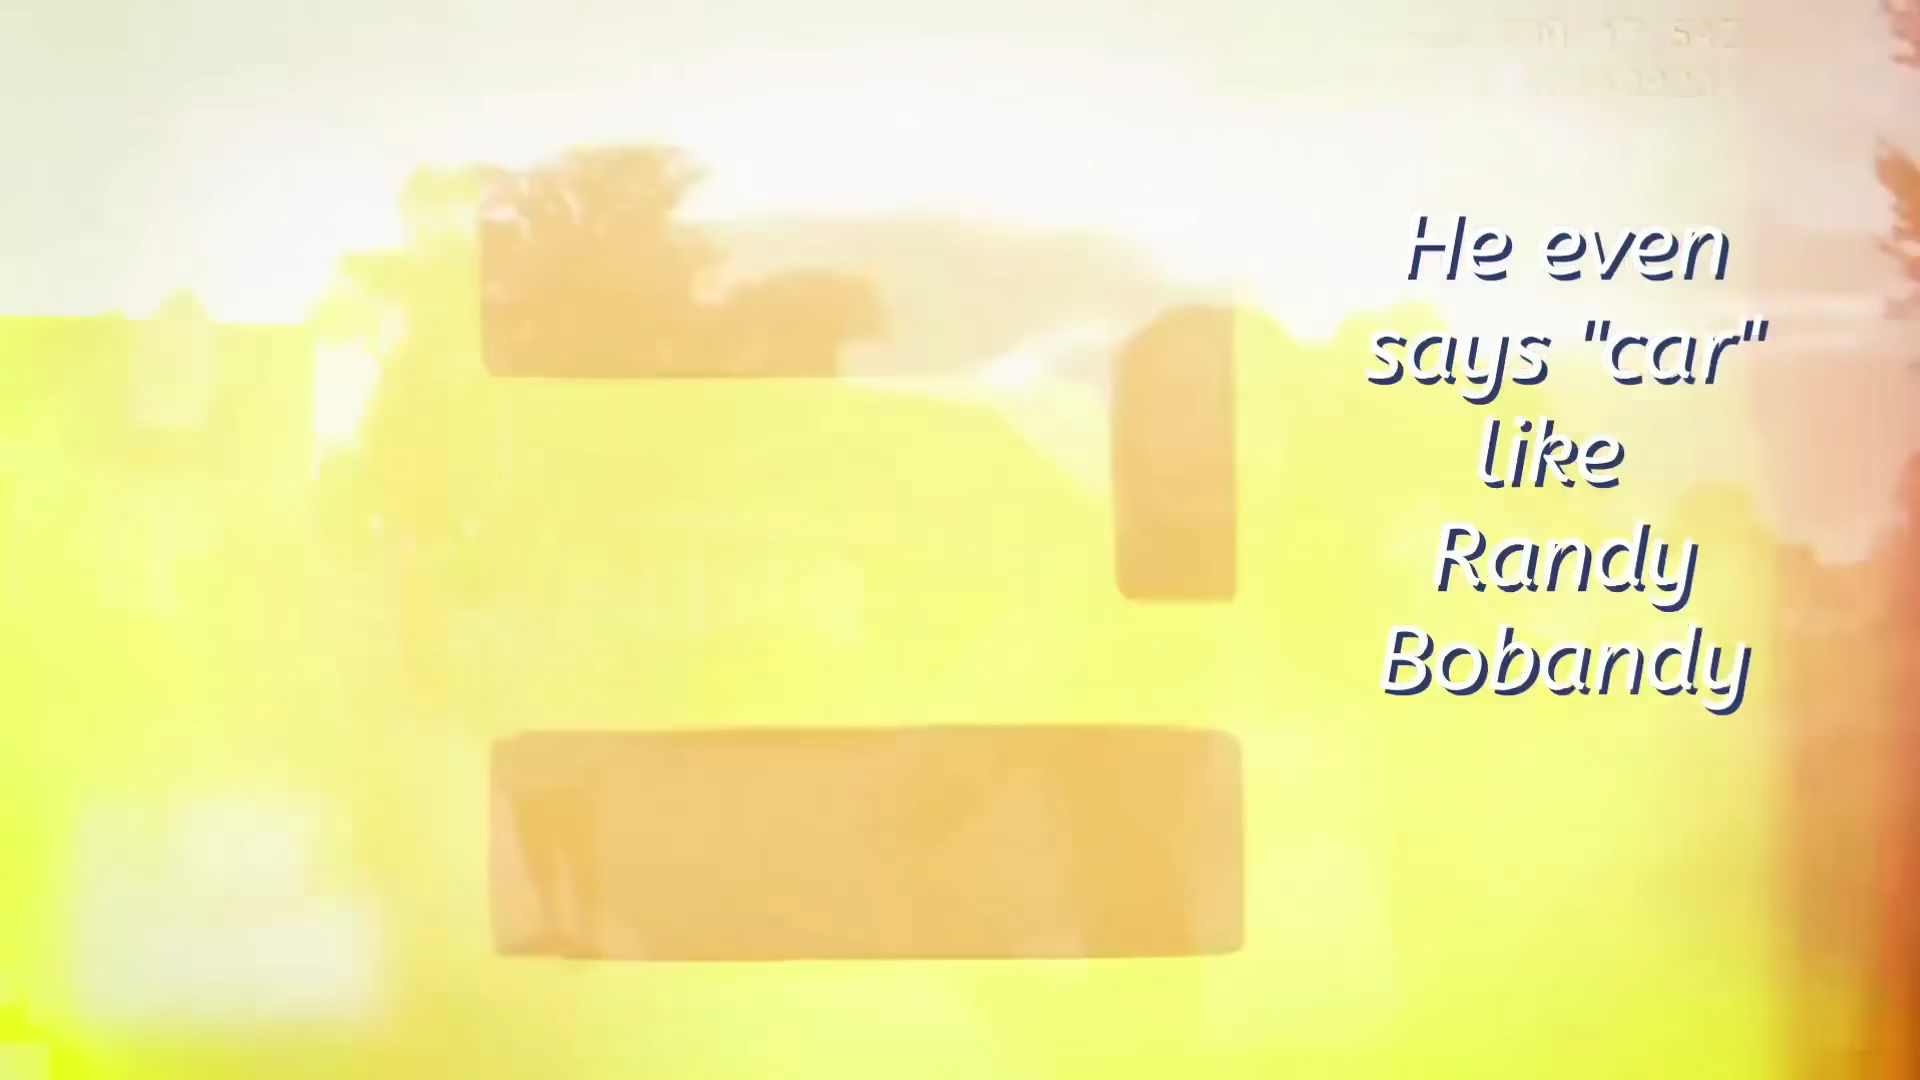 He even
says "car"
like
Randy
Bobandy